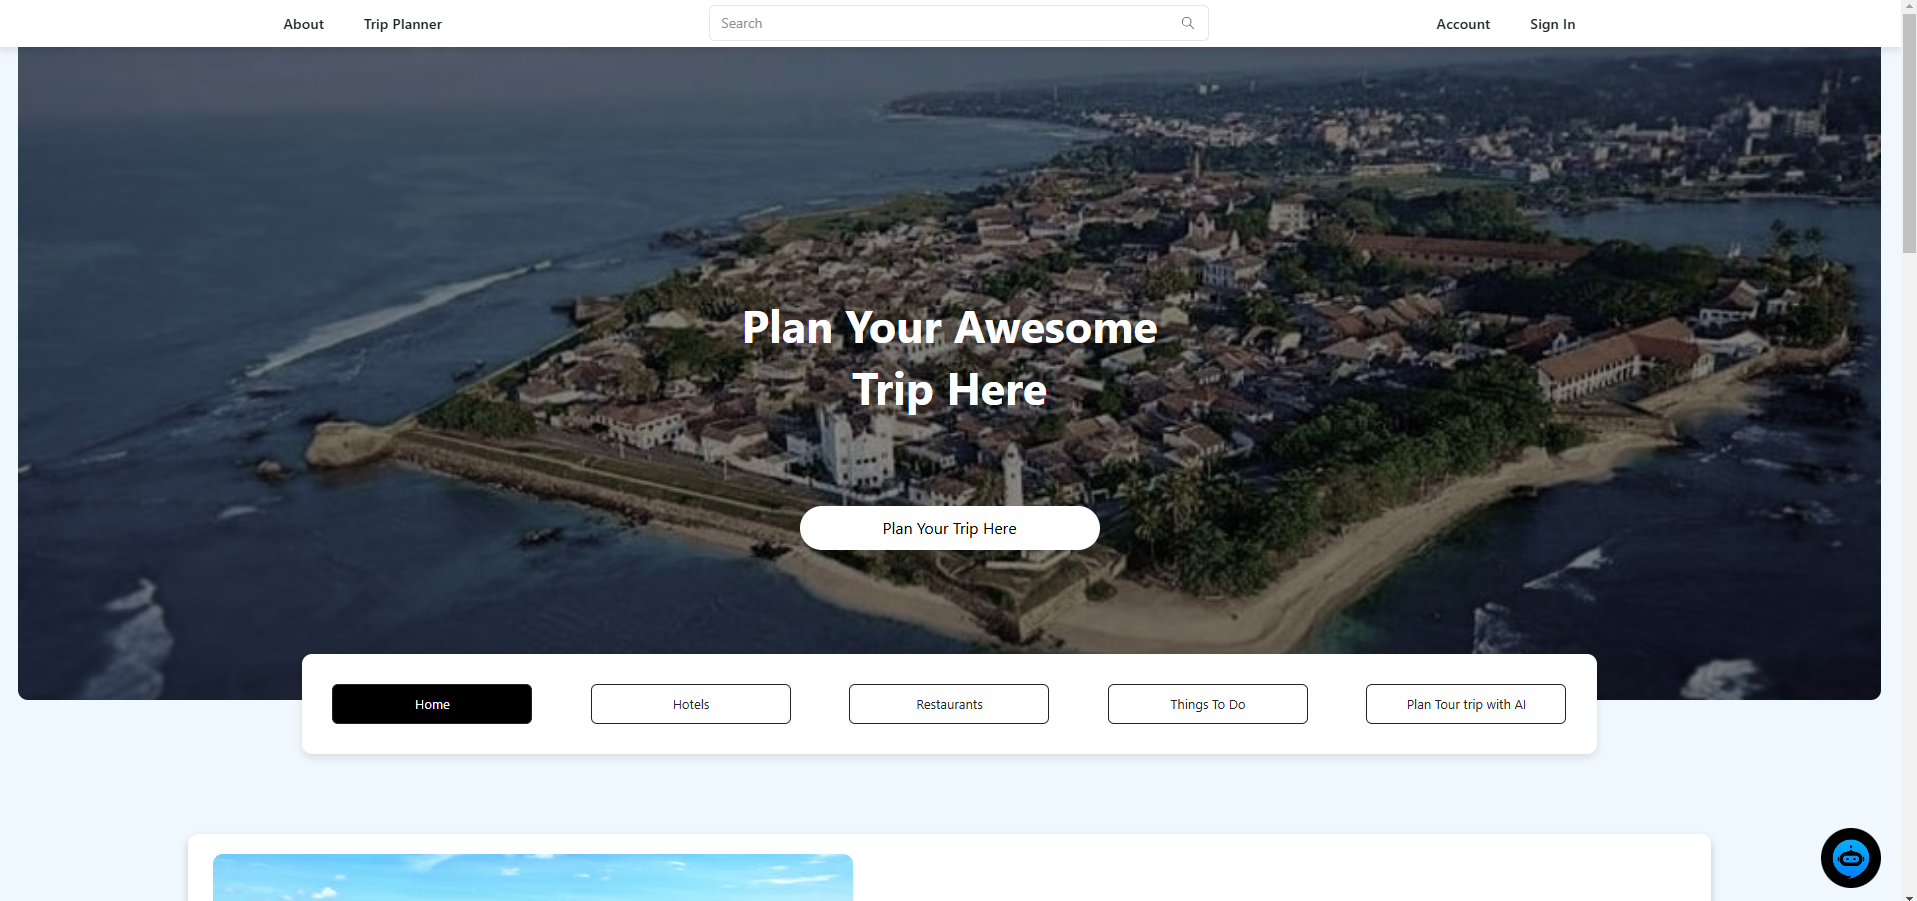 About
Trip Planner
Search
Account
Sign In
Plan Your Awesome
Trip Here
Plan Your Trip Here
Home
Hotels
Restaurants
Things To Do
Plan Tour trip with AI